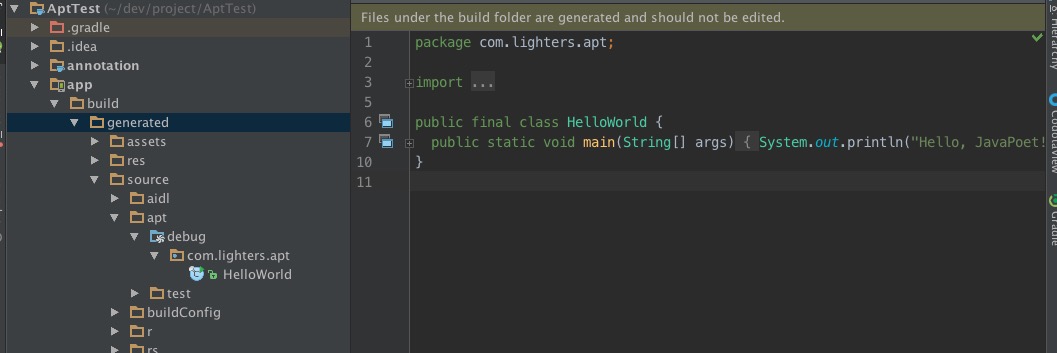 AptTest (~/dev/project/AptTest)
.gradle
.idea
annotation
app
build
generated
assets
res
source
aidl
apt
debug
com.lighters.apt
HelloWorld
test
buildConfig
r
rs
Files under the build folder are generated and should not be edited.
1 package com.lighters.apt;
2
3 import ...
5
6 public final class HelloWorld {
7 public static void main(String[] args) { System.out.println("Hello, JavaPoet!
10 }
11
Hierarchy
Gradle